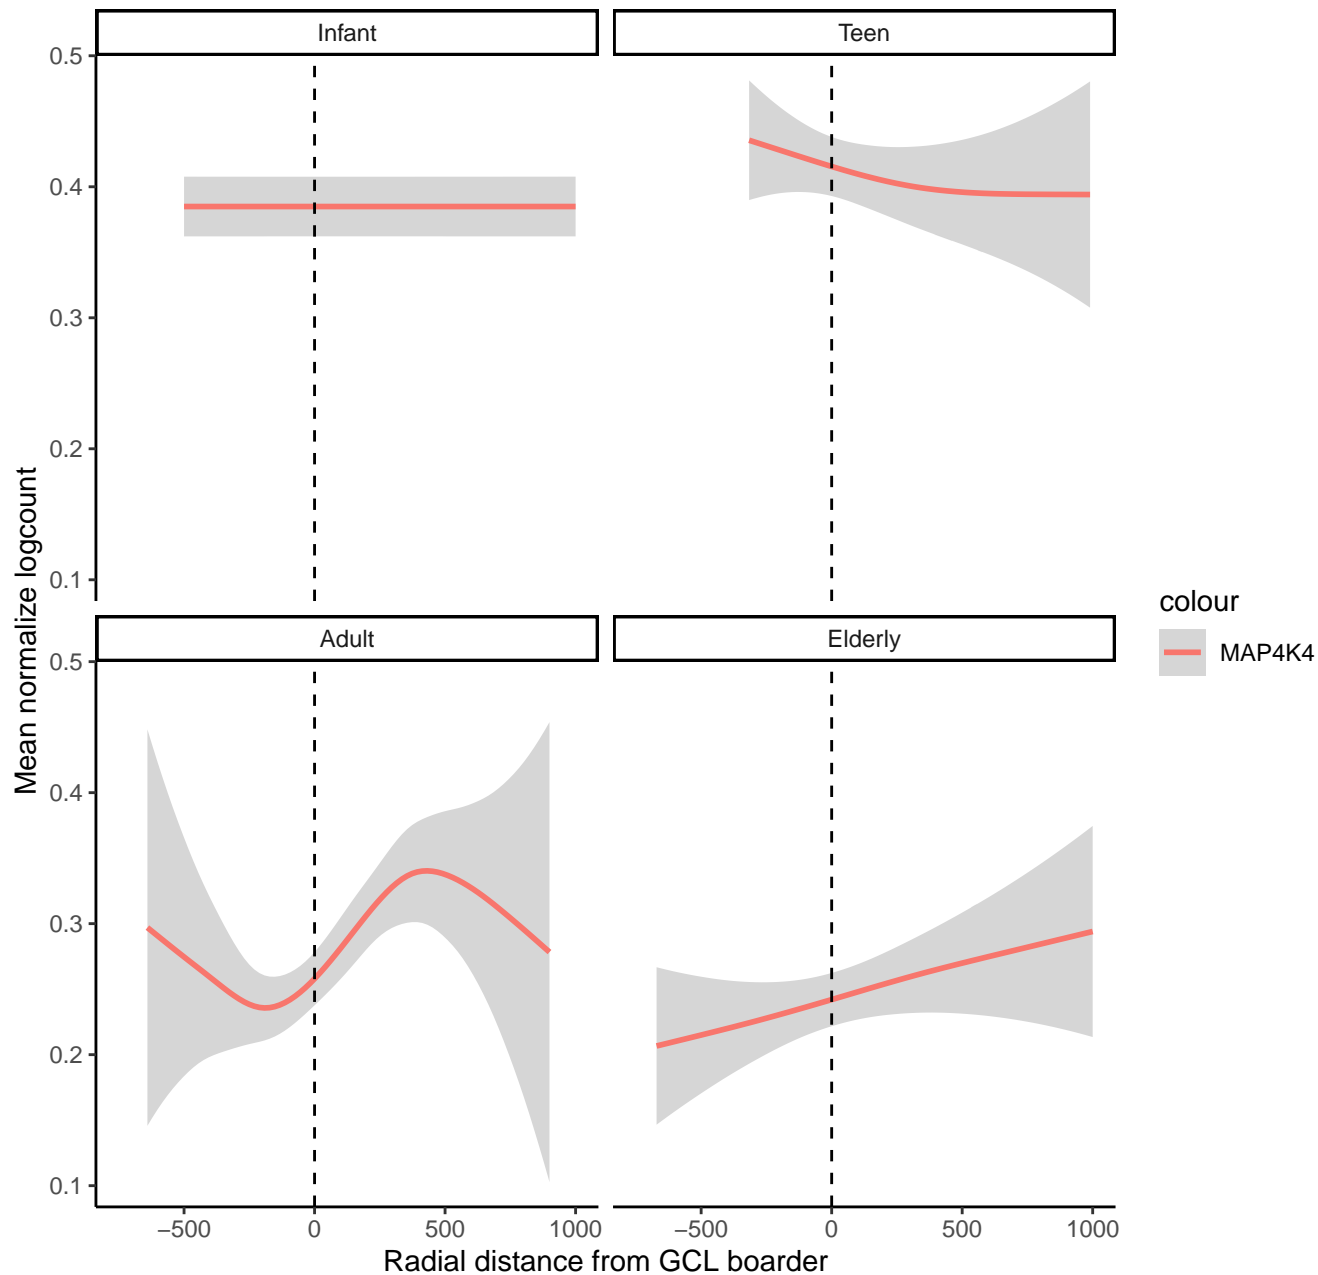 Infant
Teen
0.5
0.4
0.3
0.2
0.1
Adult
Elderly
0.5
0.4
0.3
0.2
0.1
−500 0 500 1000
−500 0 500 1000
Radial distance from GCL boarder
Mean normalize logcount
colour
MAP4K4